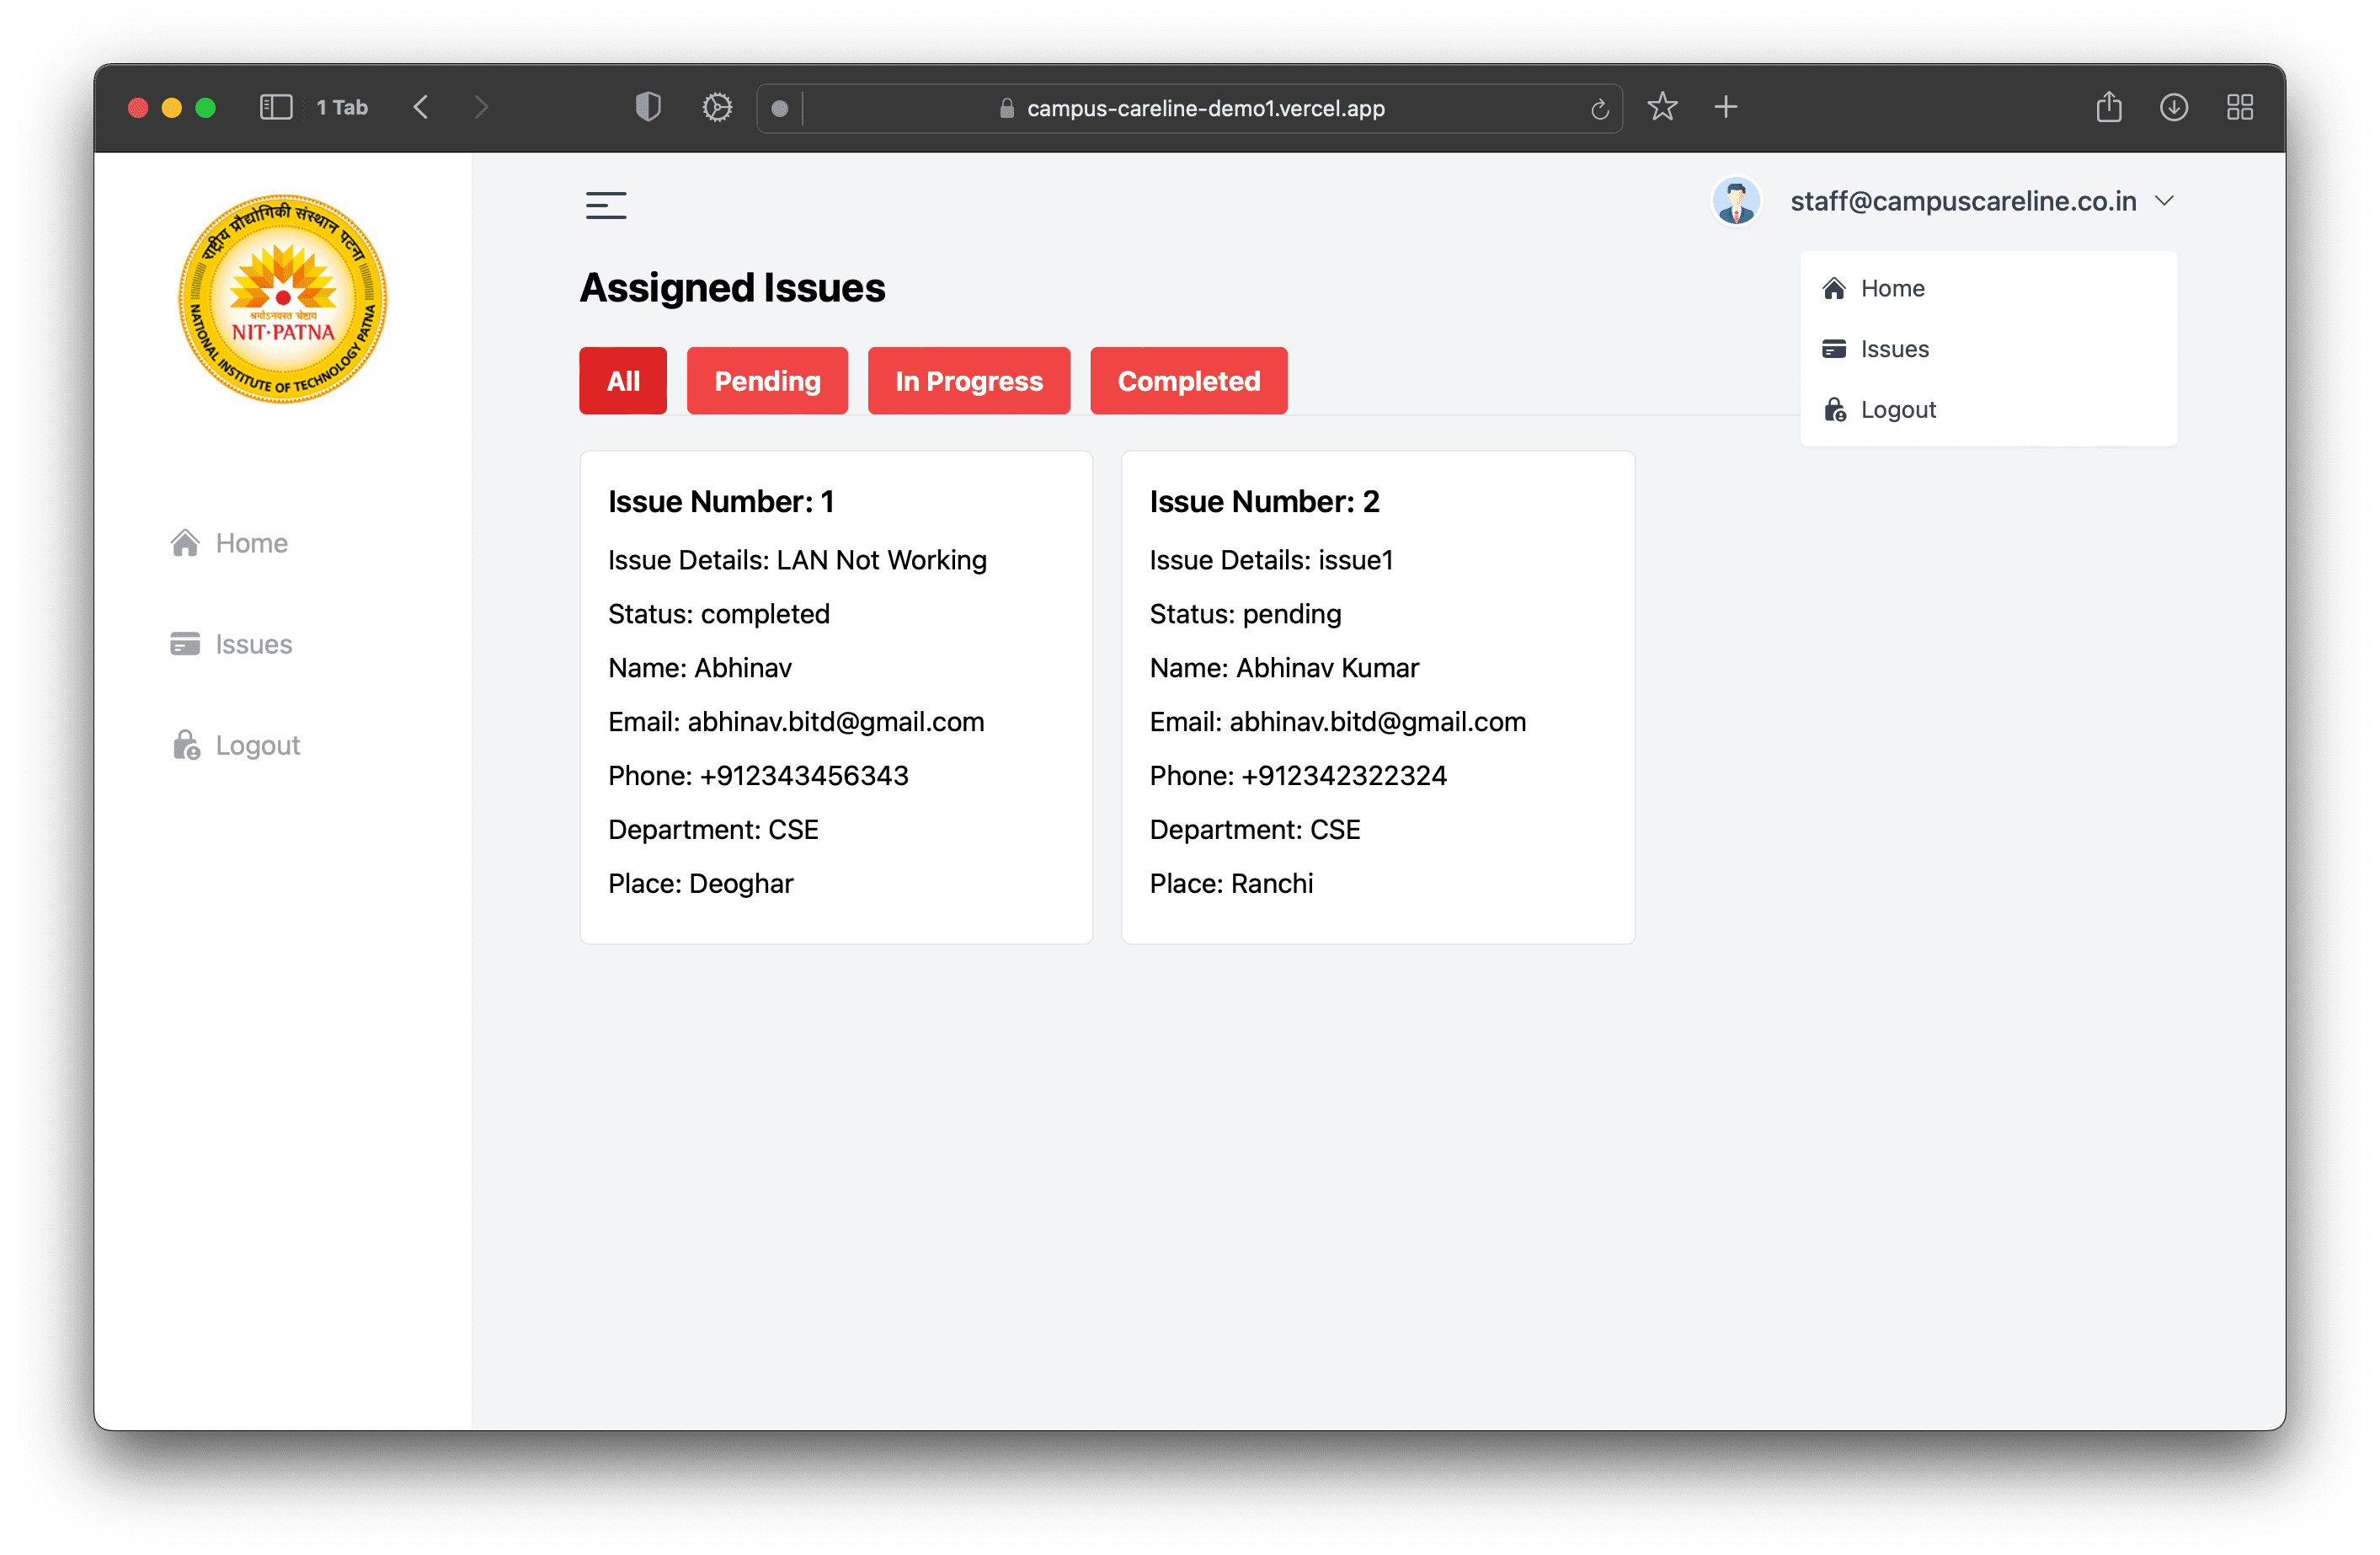 1 Tab
campus-careline-demo1.vercel.app
राष्ट्रीय प्रौद्योगिकी संस्थान पटना
श्रमोऽनवरत चेष्टाय
NIT·PATNA
NATIONAL INSTITUTE OF TECHNOLOGY PATNA
Home
Issues
Logout
staff@campuscareline.co.in
Home
Issues
Logout
Assigned Issues
All
Pending
In Progress
Completed
Issue Number: 1
Issue Details: LAN Not Working
Status: completed
Name: Abhinav
Email: abhinav.bitd@gmail.com
Phone: +912343456343
Department: CSE
Place: Deoghar
Issue Number: 2
Issue Details: issue1
Status: pending
Name: Abhinav Kumar
Email: abhinav.bitd@gmail.com
Phone: +912342322324
Department: CSE
Place: Ranchi